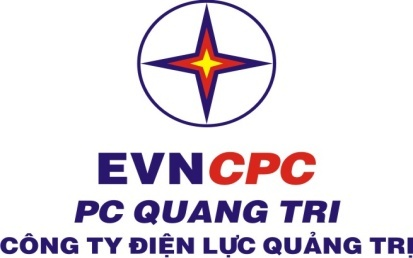 EVNCPC
PC QUANG TRI
CÔNG TY ĐIỆN LỰC QUẢNG TRỊ